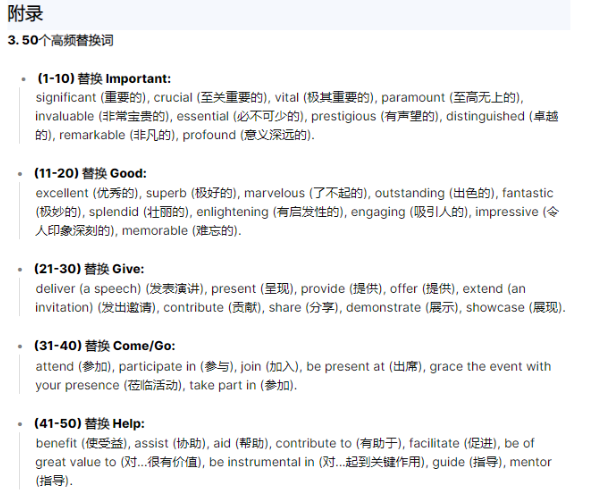 附录
3. 50个高频替换词
(1-10) 替换 Important:
significant (重要的), crucial (至关重要的), vital (极其重要的), paramount (至高无上的),
invaluable (非常宝贵的), essential (必不可少的), prestigious (有声望的), distinguished (卓越
的), remarkable (非凡的), profound (意义深远的).
(11-20) 替换 Good:
excellent (优秀的), superb (极好的), marvelous (了不起的), outstanding (出色的), fantastic
(极妙的), splendid (壮丽的), enlightening (有启发性的), engaging (吸引人的), impressive (令
人印象深刻的), memorable (难忘的).
(21-30) 替换 Give:
deliver (a speech) (发表演讲), present (呈现), provide (提供), offer (提供), extend (an
invitation) (发出邀请), contribute (贡献), share (分享), demonstrate (展示), showcase (展现).
(31-40) 替换 Come/Go:
attend (参加), participate in (参与), join (加入), be present at (出席), grace the event with
your presence (莅临活动), take part in (参加).
(41-50) 替换 Help:
benefit (使受益), assist (协助), aid (帮助), contribute to (有助于), facilitate (促进), be of
great value to (对...很有价值), be instrumental in (对...起到关键作用), guide (指导), mentor
(指导).